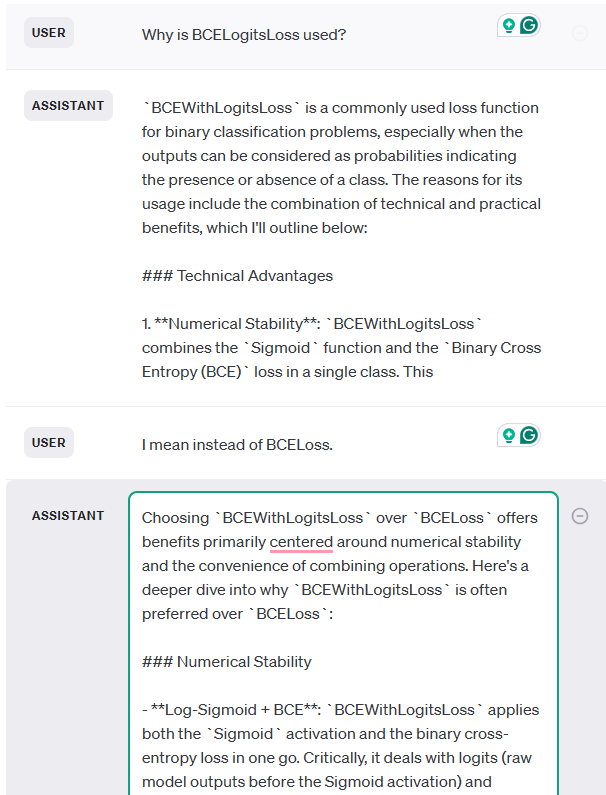 USER
Why is BCELogitsLoss used?
ASSISTANT
`BCEWithLogitsLoss` is a commonly used loss function
for binary classification problems, especially when the
outputs can be considered as probabilities indicating
the presence or absence of a class. The reasons for its
usage include the combination of technical and practical
benefits, which I'll outline below:
### Technical Advantages
1. **Numerical Stability**: `BCEWithLogitsLoss`
combines the `Sigmoid` function and the `Binary Cross
Entropy (BCE)` loss in a single class. This
USER
I mean instead of BCELoss.
ASSISTANT
Choosing `BCEWithLogitsLoss` over `BCELoss` offers
benefits primarily centered around numerical stability
and the convenience of combining operations. Here's a
deeper dive into why `BCEWithLogitsLoss` is often
preferred over `BCELoss`:
### Numerical Stability
- **Log-Sigmoid + BCE**: `BCEWithLogitsLoss` applies
both the `Sigmoid` activation and the binary cross-
entropy loss in one go. Critically, it deals with logits (raw
model outputs before the Sigmoid activation) and